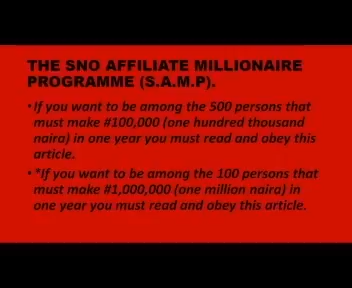 THE SNO AFFILIATE MILLIONAIRE
PROGRAMME (S.A.M.P).
•If you want to be among the 500 persons that
must make #100,000 (one hundred thousand
naira) in one year you must read and obey this
article.
•*If you want to be among the 100 persons that
must make #1,000,000 (one million naira) in
one year you must read and obey this article.